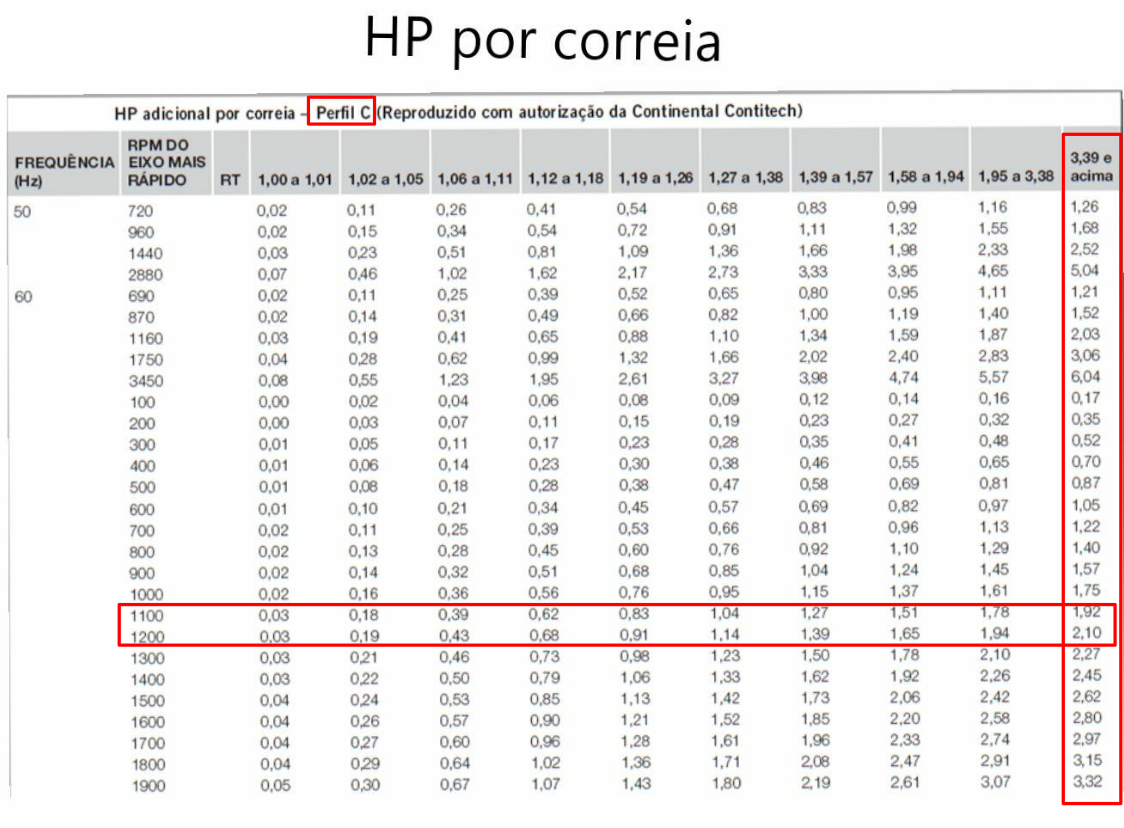 HP por correia
HP adicional por correia – Perfil C (Reproduzido com autorização da Continental Contitech)
FREQUÊNCIA (Hz) RPM DO EIXO MAIS RÁPIDO RT 1,00 a 1,01 1,02 a 1,05 1,06 a 1,11 1,12 a 1,18 1,19 a 1,26 1,27 a 1,38 1,39 a 1,57 1,58 a 1,94 1,95 a 3,38 3,39 e acima
50 720 0,02 0,11 0,26 0,41 0,54 0,68 0,83 0,99 1,16 1,26
960 0,02 0,15 0,34 0,54 0,72 0,91 1,11 1,32 1,55 1,68
1440 0,03 0,23 0,51 0,81 1,09 1,36 1,66 1,98 2,33 2,52
2880 0,07 0,46 1,02 1,62 2,17 2,73 3,33 3,95 4,65 5,04
60 690 0,02 0,11 0,25 0,39 0,52 0,65 0,80 0,95 1,11 1,21
870 0,02 0,14 0,31 0,49 0,66 0,82 1,00 1,19 1,40 1,52
1160 0,03 0,19 0,41 0,65 0,88 1,10 1,34 1,59 1,87 2,03
1750 0,04 0,28 0,62 0,99 1,32 1,66 2,02 2,40 2,83 3,06
3450 0,08 0,55 1,23 1,95 2,61 3,27 3,98 4,74 5,57 6,04
100 0,00 0,02 0,04 0,06 0,08 0,09 0,12 0,14 0,16 0,17
200 0,00 0,03 0,07 0,11 0,15 0,19 0,23 0,27 0,32 0,35
300 0,01 0,05 0,11 0,17 0,23 0,28 0,35 0,41 0,48 0,52
400 0,01 0,06 0,14 0,23 0,30 0,38 0,46 0,55 0,65 0,70
500 0,01 0,08 0,18 0,28 0,38 0,47 0,58 0,69 0,81 0,87
600 0,01 0,10 0,21 0,34 0,45 0,57 0,69 0,82 0,97 1,05
700 0,02 0,11 0,25 0,39 0,53 0,66 0,81 0,96 1,13 1,22
800 0,02 0,13 0,28 0,45 0,60 0,76 0,92 1,10 1,29 1,40
900 0,02 0,14 0,32 0,51 0,68 0,85 1,04 1,24 1,45 1,57
1000 0,02 0,16 0,36 0,56 0,76 0,95 1,15 1,37 1,61 1,75
1100 0,03 0,18 0,39 0,62 0,83 1,04 1,27 1,51 1,78 1,92
1200 0,03 0,19 0,43 0,68 0,91 1,14 1,39 1,65 1,94 2,10
1300 0,03 0,21 0,46 0,73 0,98 1,23 1,50 1,78 2,10 2,27
1400 0,03 0,22 0,50 0,79 1,06 1,33 1,62 1,92 2,26 2,45
1500 0,04 0,24 0,53 0,85 1,13 1,42 1,73 2,06 2,42 2,62
1600 0,04 0,26 0,57 0,90 1,21 1,52 1,85 2,20 2,58 2,80
1700 0,04 0,27 0,60 0,96 1,28 1,61 1,96 2,33 2,74 2,97
1800 0,04 0,29 0,64 1,02 1,36 1,71 2,08 2,47 2,91 3,15
1900 0,05 0,30 0,67 1,07 1,43 1,80 2,19 2,61 3,07 3,32